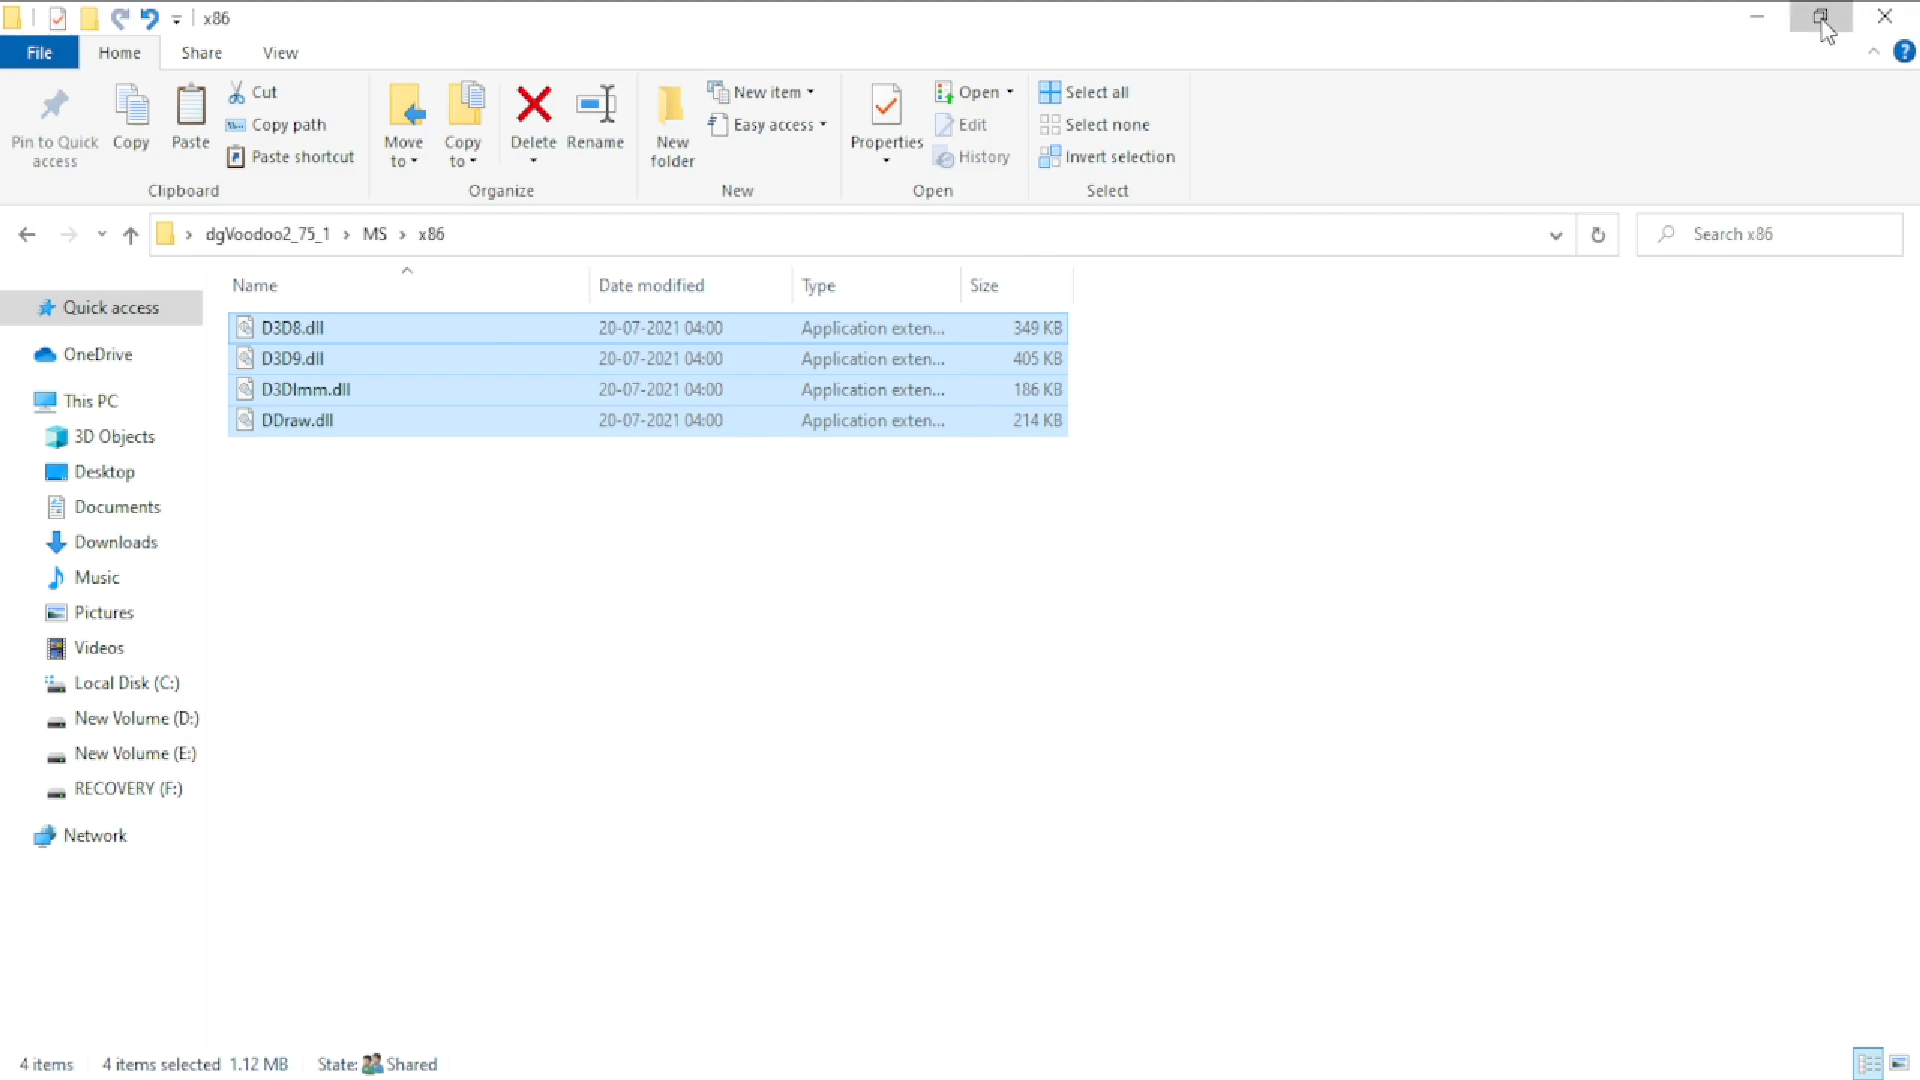 x86
File Home Share View
Pin to Quick access
Copy
Paste
Cut
Copy path
Paste shortcut
Clipboard
Move to
Copy to
Delete
Rename
Organize
New folder
New item
Easy access
New
Properties
Open
Edit
History
Open
Select all
Select none
Invert selection
Select
dgVoodoo2_75_1 > MS > x86
Search x86
Name Date modified Type Size
D3D8.dll 20-07-2021 04:00 Application exten... 349 KB
D3D9.dll 20-07-2021 04:00 Application exten... 405 KB
D3DImm.dll 20-07-2021 04:00 Application exten... 186 KB
DDraw.dll 20-07-2021 04:00 Application exten... 214 KB
Quick access
OneDrive
This PC
3D Objects
Desktop
Documents
Downloads
Music
Pictures
Videos
Local Disk (C:)
New Volume (D:)
New Volume (E:)
RECOVERY (F:)
Network
4 items 4 items selected 1.12 MB State: Shared